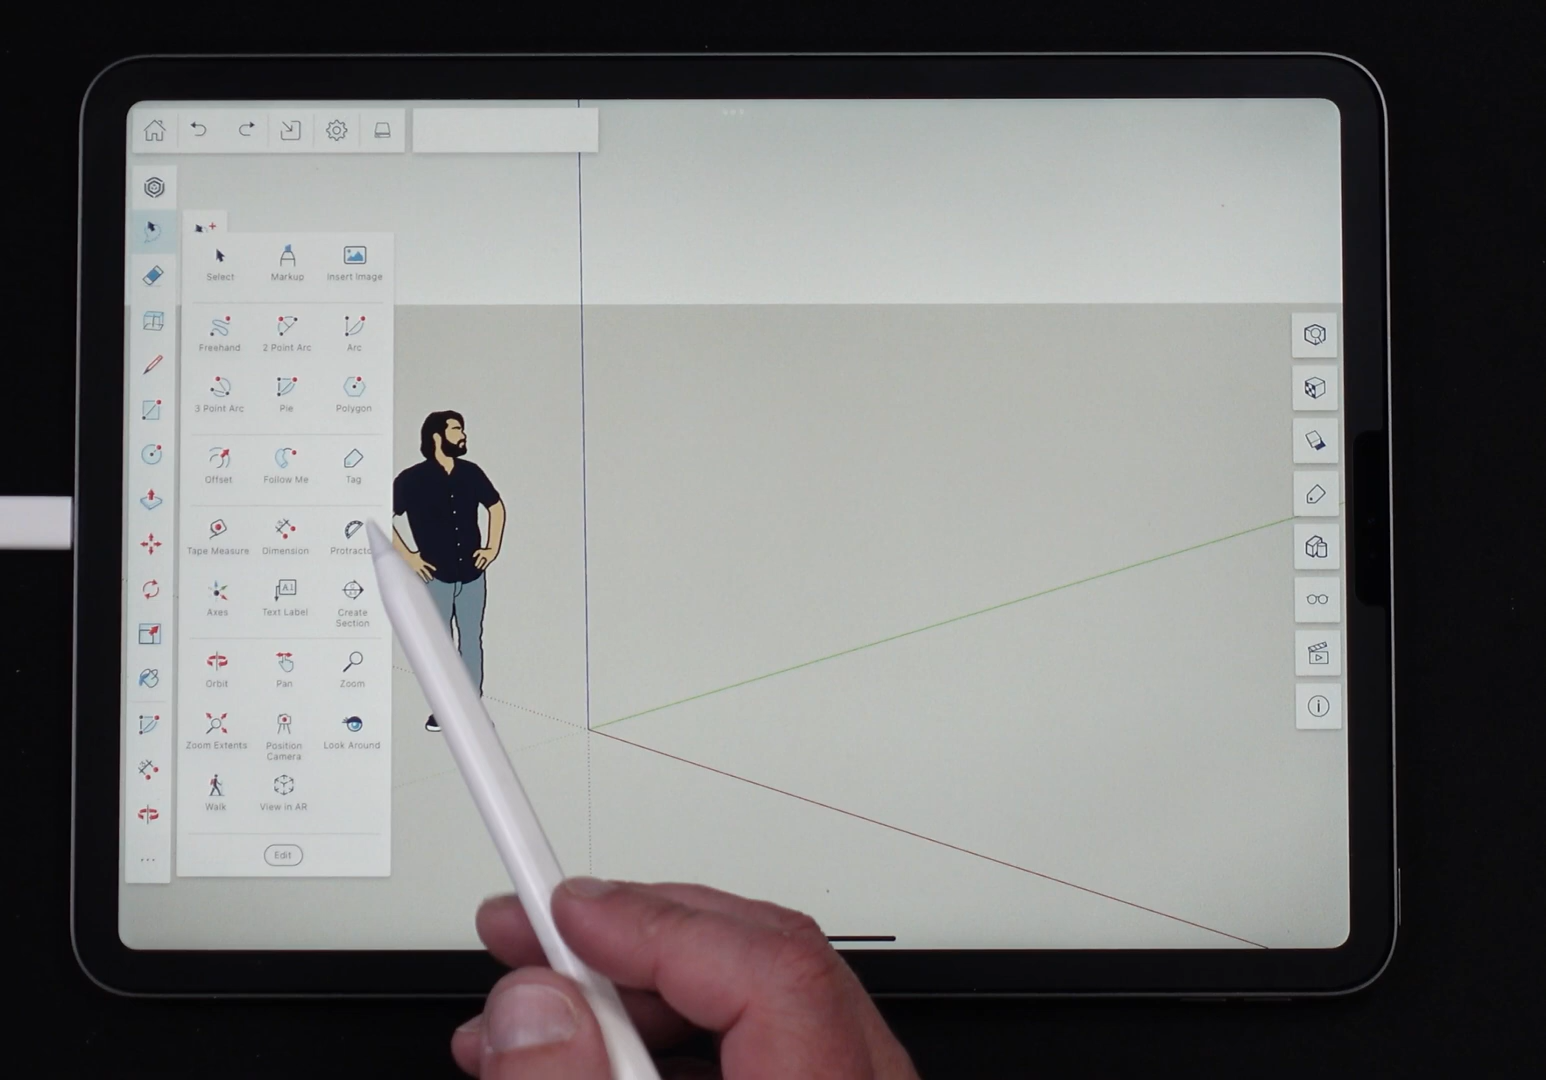 Select Markup Insert Image
Freehand 2 Point Arc Arc
3 Point Arc Pie Polygon
Offset Follow Me Tag
Tape Measure Dimension Protracto
Axes Text Label Create
Section
A1
Orbit Pan Zoom
Zoom Extents Position Look Around
Camera
Walk View in AR
Edit